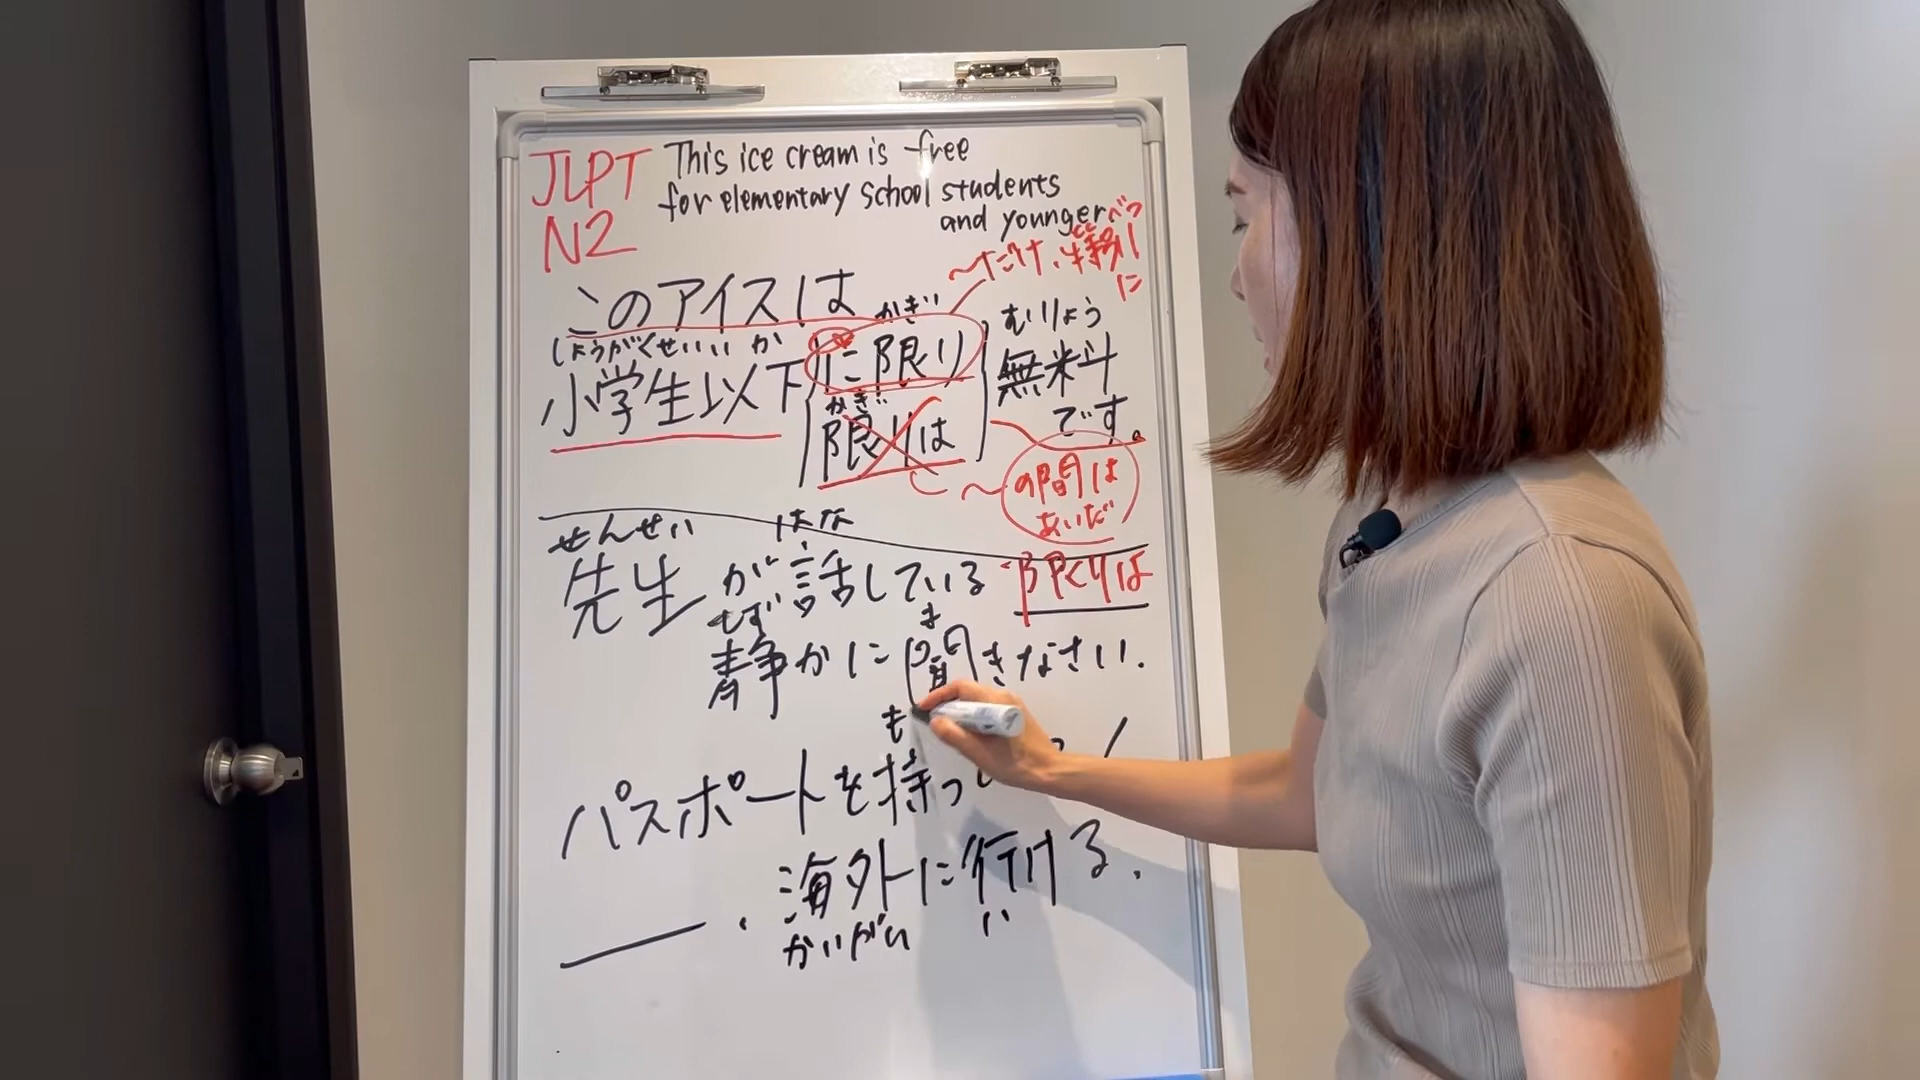 JLPT
N2
This ice cream is free
for elementary school students
and younger
べつ
〜だけ、特別
に
このアイスは
かぎ
むりょう
しょうがくせいいか
に限り
無料
小学生以下
かぎ
限りは
です。
〜の間は
あいだ
せんせい
はな
先生が話している限りは
き
静かに聞きなさい.
も
パスポートを持って
海外に行ける.
かいがい
い